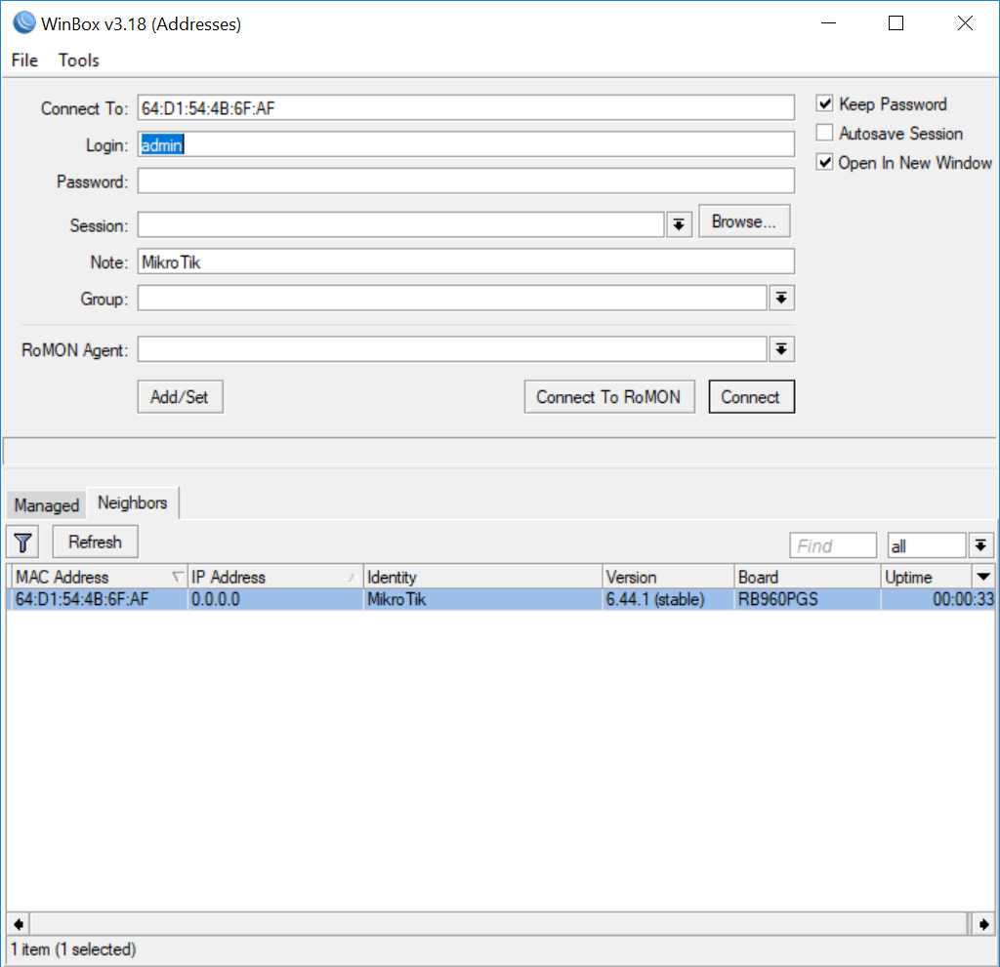 WinBox v3.18 (Addresses)
File Tools
Connect To: 64:D1:54:4B:6F:AF
Keep Password
Login: admin
Autosave Session
Password:
Open In New Window
Session: Browse...
Note: MikroTik
Group:
RoMON Agent:
Add/Set Connect To RoMON Connect
Managed Neighbors
Refresh Find all
MAC Address IP Address Identity Version Board Uptime
64:D1:54:4B:6F:AF 0.0.0.0 MikroTik 6.44.1 (stable) RB960PGS 00:00:33
1 item (1 selected)